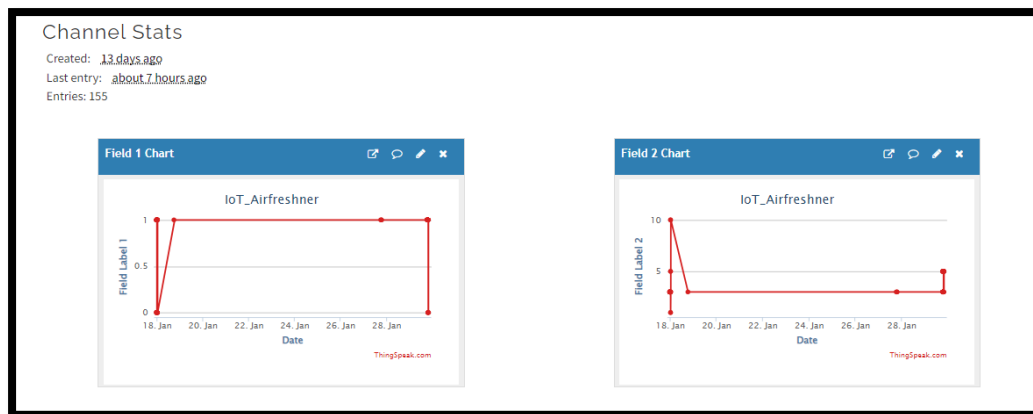 Channel Stats
Created: 13 days ago
Last entry: about 7 hours ago
Entries: 155
Field 1 Chart
IoT_Airfreshner
Field Label 1
1
0.5
0
18. Jan 20. Jan 22. Jan 24. Jan 26. Jan 28. Jan
Date
ThingSpeak.com
Field 2 Chart
IoT_Airfreshner
Field Label 2
10
5
18. Jan 20. Jan 22. Jan 24. Jan 26. Jan 28. Jan
Date
ThingSpeak.com